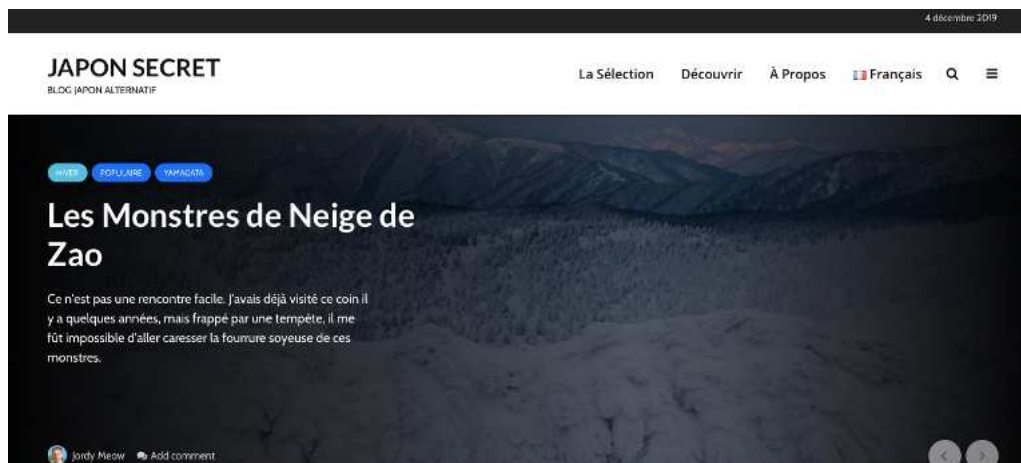 4 décembre 2019
JAPON SECRET
BLOG JAPON ALTERNATIF
La Sélection Découvrir À Propos Français
HIVER POPULAIRE YAMAGATA
Les Monstres de Neige de
Zao
Ce n'est pas une rencontre facile. J'avais déjà visité ce coin il
y a quelques années, mais frappé par une tempête, il me
fût impossible d'aller caresser la fourrure soyeuse de ces
monstres.
Jordy Meow Add comment